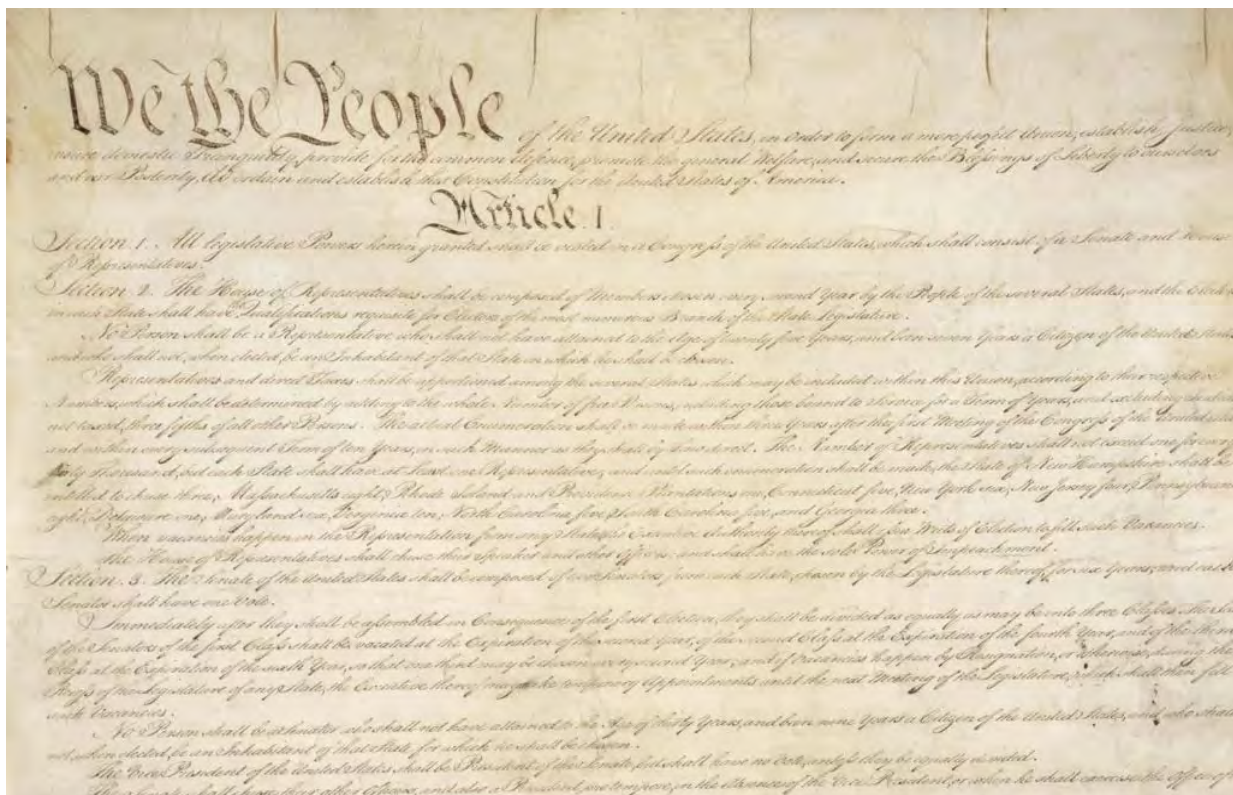 We the People of the United States, in Order to form a more perfect Union, establish Justice,
insure domestic Tranquility, provide for the common defence, promote the general Welfare, and secure the Blessings of Liberty to ourselves
and our Posterity, do ordain and establish this Constitution for the United States of America.
Article. I.
Section. 1. All legislative Powers herein granted shall be vested in a Congress of the United States, which shall consist of a Senate and House
of Representatives.
Section. 2. The House of Representatives shall be composed of Members chosen every second Year by the People of the several States, and the Electors
in each State shall have Qualifications requisite for Electors of the most numerous Branch of the State Legislature.
No Person shall be a Representative who shall not have attained to the Age of twenty five Years, and been seven Years a Citizen of the United States,
and who shall not, when elected, be an Inhabitant of that State in which he shall be chosen.
Representatives and direct Taxes shall be apportioned among the several States which may be included within this Union, according to their respective
Numbers, which shall be determined by adding to the whole Number of free Persons, including those bound to Service for a Term of Years, and excluding Indians
not taxed, three fifths of all other Persons. The actual Enumeration shall be made within three Years after the first Meeting of the Congress of the United States,
and within every subsequent Term of ten Years, in such Manner as they shall by Law direct. The Number of Representatives shall not exceed one for every
thirty Thousand, but each State shall have at Least one Representative; and until such enumeration shall be made, the State of New Hampshire shall be
entitled to chuse three, Massachusetts eight, Rhode Island and Providence Plantations one, Connecticut five, New York six, New Jersey four, Pennsylvania
eight, Delaware one, Maryland six, Virginia ten, North Carolina five, South Carolina five, and Georgia three.
When vacancies happen in the Representation from any State, the Executive Authority thereof shall issue Writs of Election to fill such Vacancies.
The House of Representatives shall chuse their Speaker and other Officers; and shall have the sole Power of Impeachment.
Section. 3. The Senate of the United States shall be composed of two Senators from each State, chosen by the Legislature thereof, for six Years; and each
Senator shall have one Vote.
Immediately after they shall be assembled in Consequence of the first Election, they shall be divided as equally as may be into three Classes. The Seats
of the Senators of the first Class shall be vacated at the Expiration of the second Year, of the second Class at the Expiration of the fourth Year, and of the third
Class at the Expiration of the sixth Year, so that one third may be chosen every second Year; and if Vacancies happen by Resignation, or otherwise, during the
Recess of the Legislature of any State, the Executive thereof may make temporary Appointments until the next Meeting of the Legislature, which shall then fill
such Vacancies.
No Person shall be a Senator who shall not have attained to the Age of thirty Years, and been nine Years a Citizen of the United States, and who shall
not, when elected, be an Inhabitant of that State for which he shall be chosen.
The Vice President of the United States shall be President of the Senate, but shall have no Vote, unless they be equally divided.
The Senate shall chuse their other Officers, and also a President pro tempore, in the Absence of the Vice President, or when he shall exercise the Office of